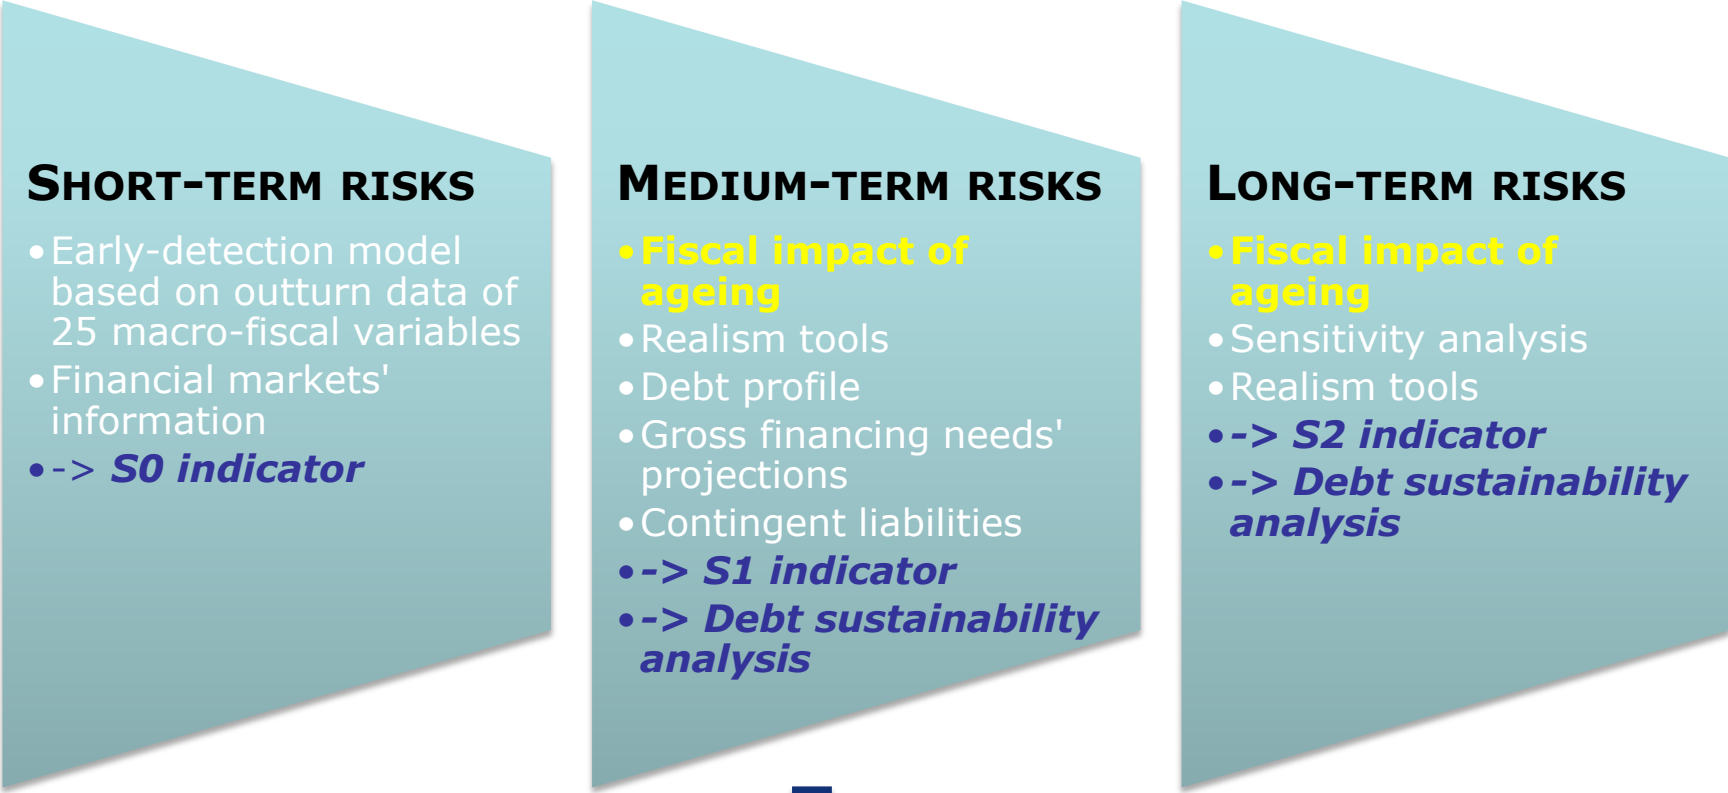 SHORT-TERM RISKS
•Early-detection model
based on outturn data of
25 macro-fiscal variables
•Financial markets'
information
•-> S0 indicator
MEDIUM-TERM RISKS
•Fiscal impact of
ageing
•Realism tools
•Debt profile
•Gross financing needs'
projections
•Contingent liabilities
•-> S1 indicator
•-> Debt sustainability
analysis
LONG-TERM RISKS
•Fiscal impact of
ageing
•Sensitivity analysis
•Realism tools
•-> S2 indicator
•-> Debt sustainability
analysis